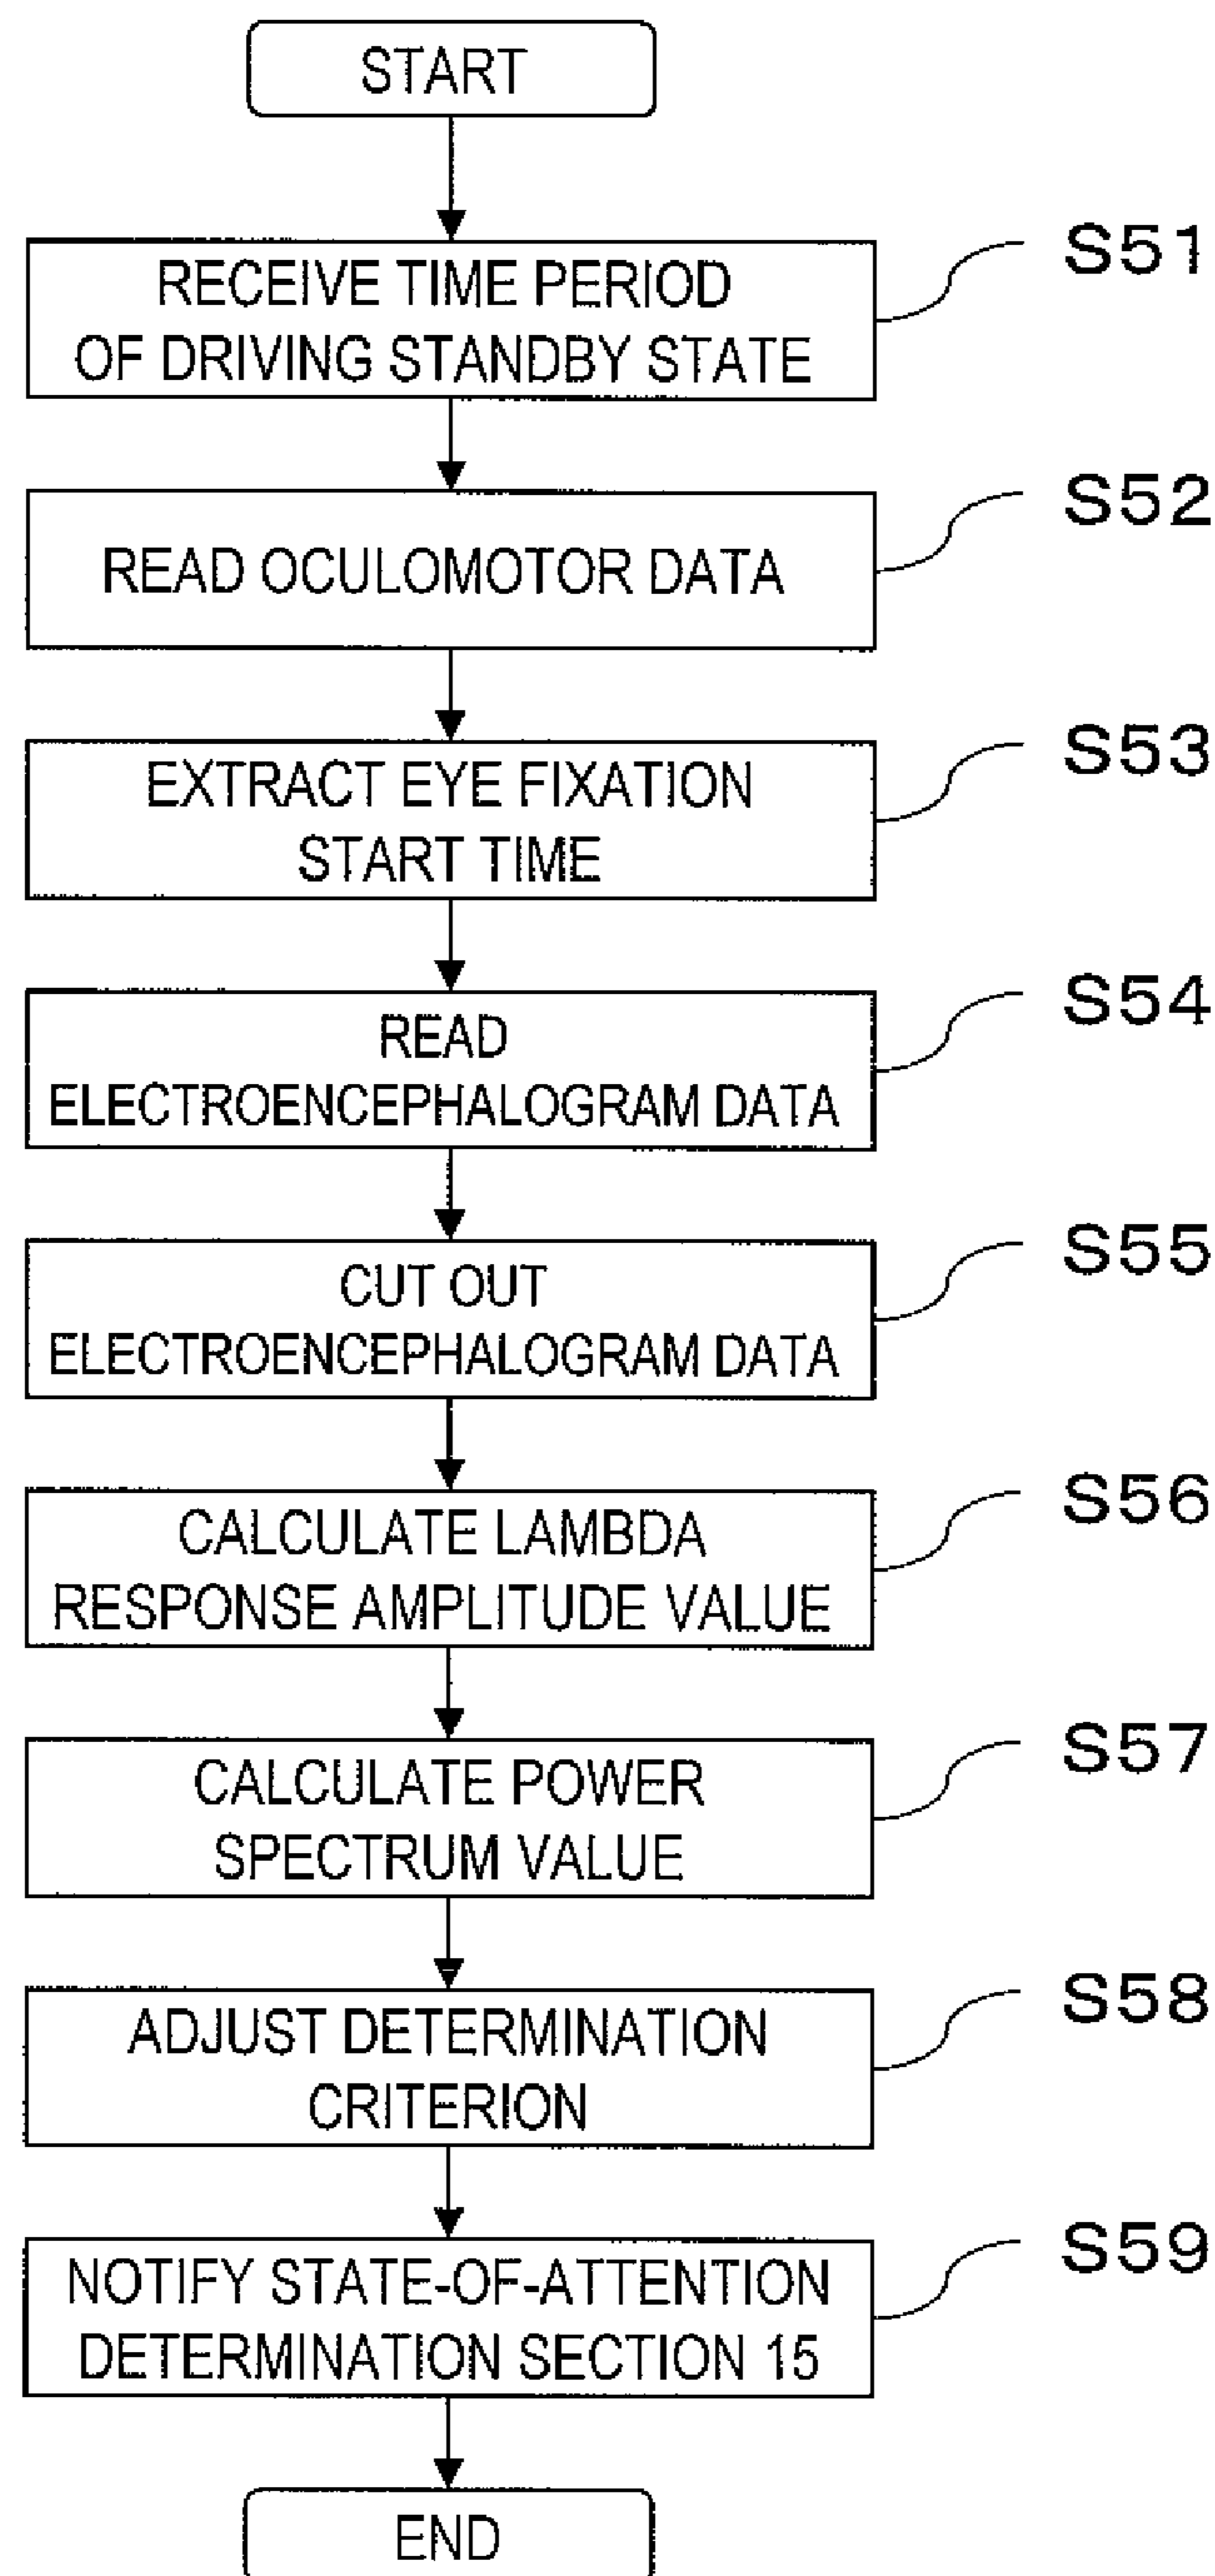 START
RECEIVE TIME PERIOD
OF DRIVING STANDBY STATE
S51
READ OCULOMOTOR DATA
S52
EXTRACT EYE FIXATION
START TIME
S53
READ
ELECTROENCEPHALOGRAM DATA
S54
CUT OUT
ELECTROENCEPHALOGRAM DATA
S55
CALCULATE LAMBDA
RESPONSE AMPLITUDE VALUE
S56
CALCULATE POWER
SPECTRUM VALUE
S57
ADJUST DETERMINATION
CRITERION
S58
NOTIFY STATE-OF-ATTENTION
DETERMINATION SECTION 15
S59
END